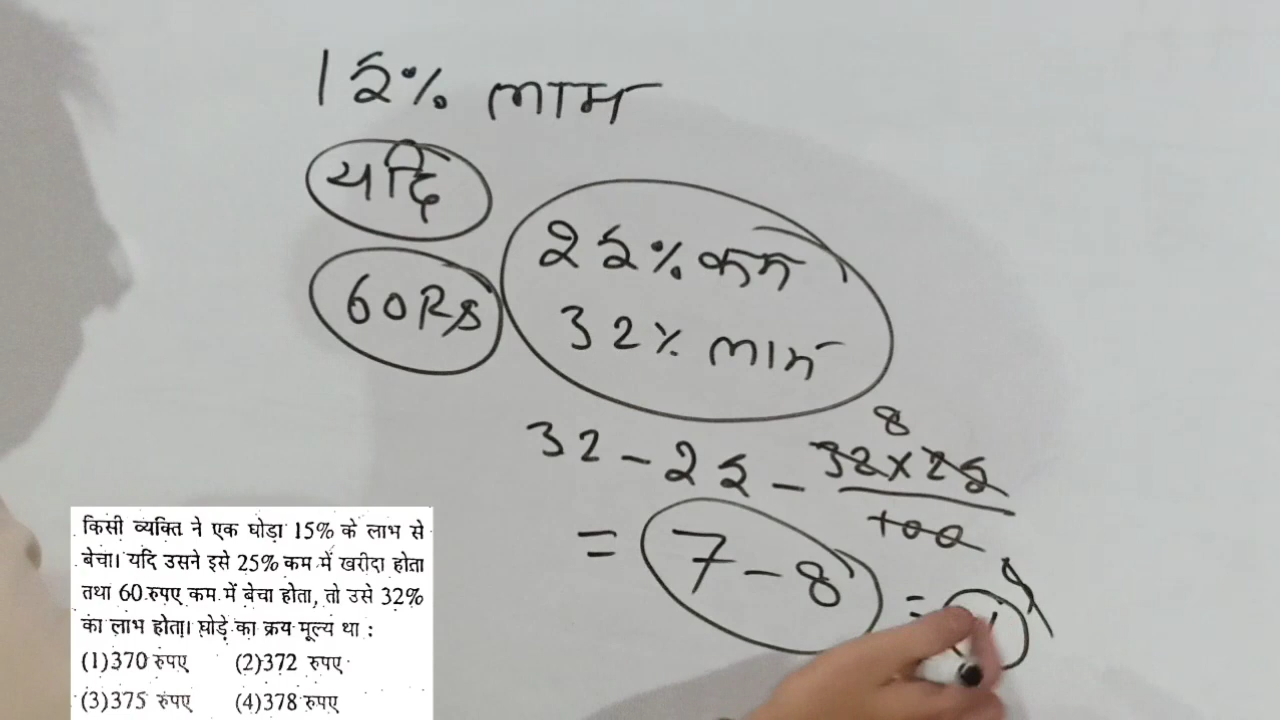 15% लाभ
यदि
60Rs
25% कम
32% लाभ
32 - 25 - 32 x 25
8
100
4
= 7 - 8 =
किसी व्यक्ति ने एक घोड़ा 15% के लाभ से
बेचा। यदि उसने इसे 25% कम में खरीदा होता
तथा 60 रुपए कम में बेचा होता, तो उसे 32%
का लाभ होता। घोड़े का क्रय मूल्य था :
(1)370 रुपए (2)372 रुपए
(3)375 रुपए (4)378 रुपए